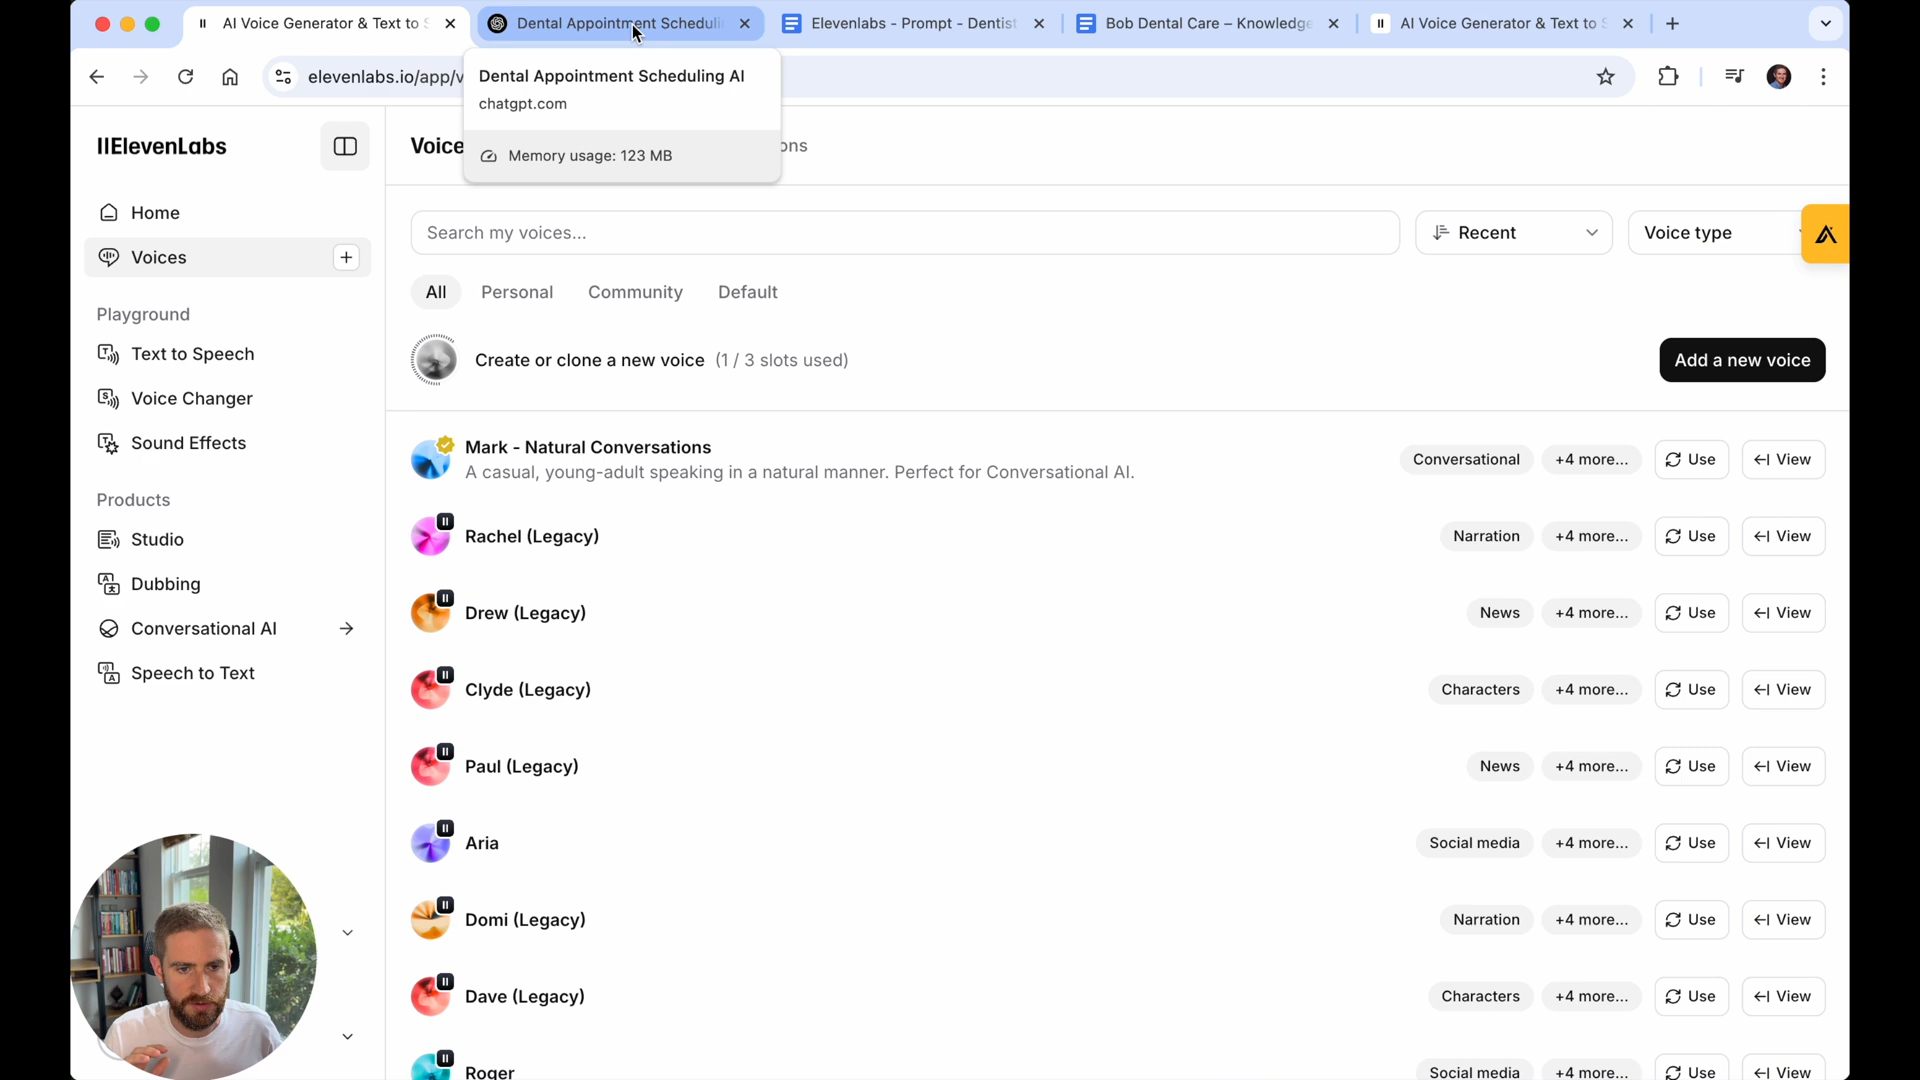 AI Voice Generator & Text to S
Dental Appointment Scheduli
Elevenlabs - Prompt - Dentist
Bob Dental Care – Knowledge
AI Voice Generator & Text to S
elevenlabs.io/app/v
Dental Appointment Scheduling AI
chatgpt.com
Memory usage: 123 MB
IIElevenLabs
Voice
ons
Home
Voices
Playground
Text to Speech
Voice Changer
Sound Effects
Products
Studio
Dubbing
Conversational AI
Speech to Text
Search my voices...
Recent
Voice type
All
Personal
Community
Default
Create or clone a new voice (1 / 3 slots used)
Add a new voice
Mark - Natural Conversations
A casual, young-adult speaking in a natural manner. Perfect for Conversational AI.
Conversational
+4 more...
Use
View
Rachel (Legacy)
Narration
+4 more...
Use
View
Drew (Legacy)
News
+4 more...
Use
View
Clyde (Legacy)
Characters
+4 more...
Use
View
Paul (Legacy)
News
+4 more...
Use
View
Aria
Social media
+4 more...
Use
View
Domi (Legacy)
Narration
+4 more...
Use
View
Dave (Legacy)
Characters
+4 more...
Use
View
Roger
Social media
+4 more...
Use
View